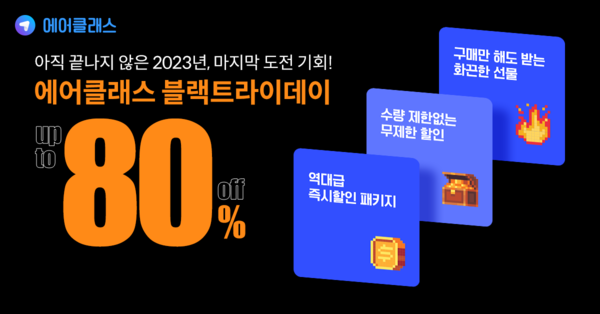 에어클래스
아직 끝나지 않은 2023년, 마지막 도전 기회!
에어클래스 블랙트라이데이
up
to
80
off
%
구매만 해도 받는
화끈한 선물
수량 제한없는
무제한 할인
역대급
즉시할인 패키지